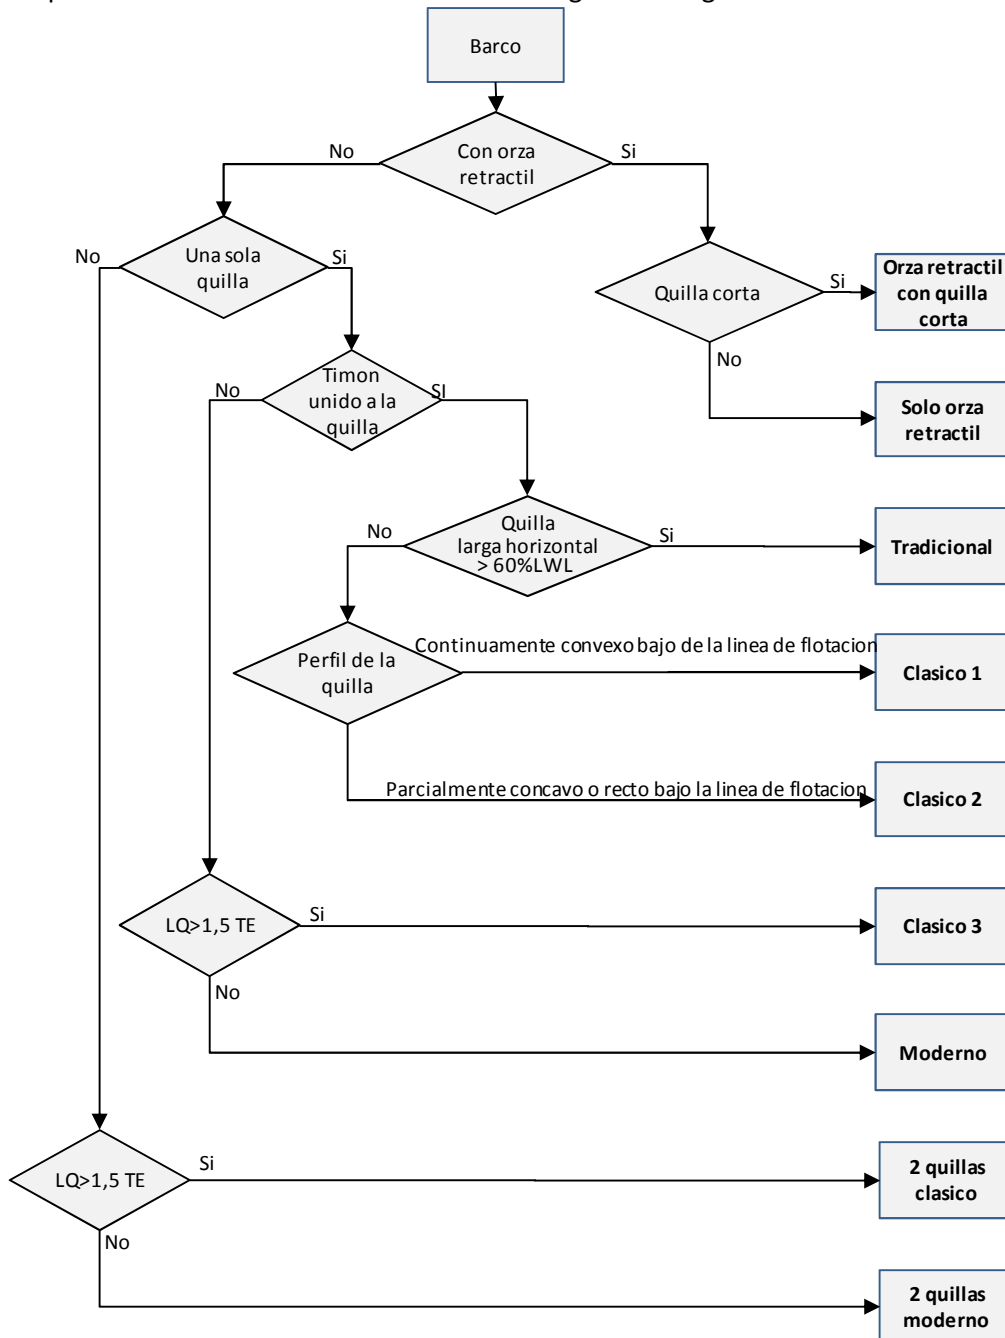 Barco
Con orza
retractil
No
Si
Una sola
quilla
No
Si
Quilla corta
Si
No
Orza retractil
con quilla
corta
Solo orza
retractil
Timon
unido a la
quilla
No
SI
Quilla
larga horizontal
> 60%LWL
No
Si
Tradicional
Perfil de la
quilla
Continuamente convexo bajo de la linea de flotacion
Clasico 1
Parcialmente concavo o recto bajo la linea de flotacion
Clasico 2
LQ>1,5 TE
Si
No
Clasico 3
Moderno
LQ>1,5 TE
Si
No
2 quillas
clasico
2 quillas
moderno